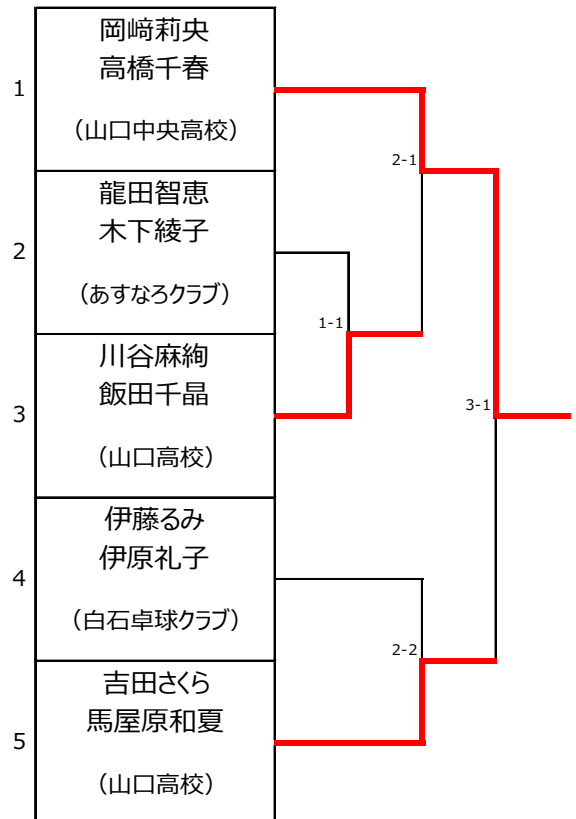 1
岡﨑莉央
高橋千春
（山口中央高校）
2
龍田智恵
木下綾子
（あすなろクラブ）
3
川谷麻絢
飯田千晶
（山口高校）
4
伊藤るみ
伊原礼子
（白石卓球クラブ）
5
吉田さくら
馬屋原和夏
（山口高校）
2-1
1-1
3-1
2-2